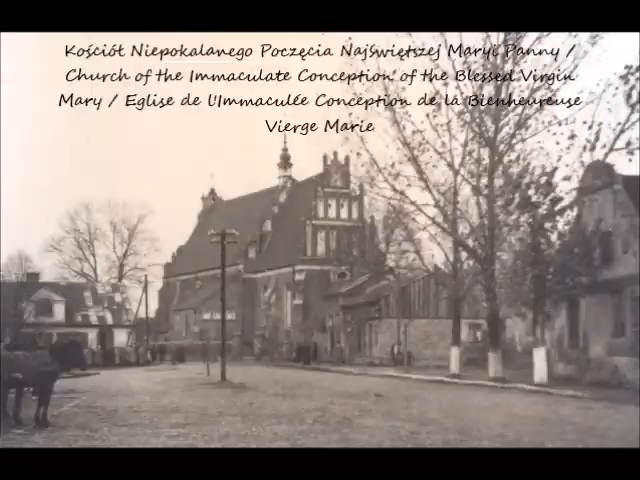 Kościół Niepokalanego Poczęcia Najświętszej Maryi Panny /
Church of the Immaculate Conception of the Blessed Virgin
Mary / Eglise de l'Immaculée Conception de la Bienheureuse
Vierge Marie